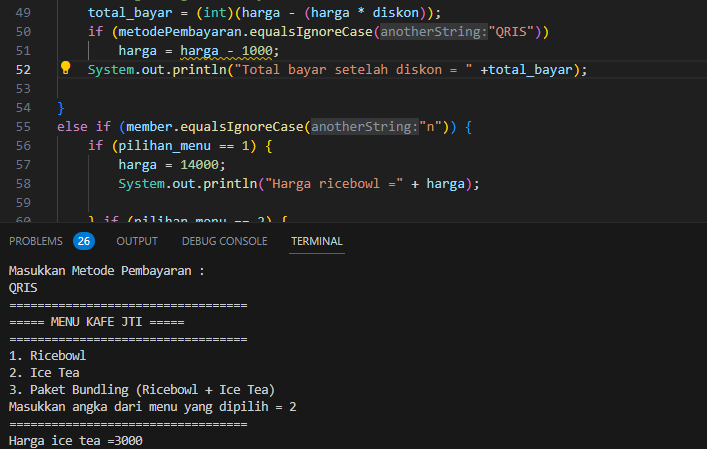 49 total_bayar = (int)(harga - (harga * diskon));
50 if (metodePembayaran.equalsIgnoreCase(anotherString:"QRIS"))
51 harga = harga - 1000;
52 System.out.println("Total bayar setelah diskon = " +total_bayar);
53
54 }
55 else if (member.equalsIgnoreCase(anotherString:"n")) {
56 if (pilihan_menu == 1) {
57 harga = 14000;
58 System.out.println("Harga ricebowl =" + harga);
59
60 } if (pilihan_menu == 2) {
PROBLEMS 26 OUTPUT DEBUG CONSOLE TERMINAL
Masukkan Metode Pembayaran :
QRIS
==================================
===== MENU KAFE JTI =====
==================================
1. Ricebowl
2. Ice Tea
3. Paket Bundling (Ricebowl + Ice Tea)
Masukkan angka dari menu yang dipilih = 2
==================================
Harga ice tea =3000